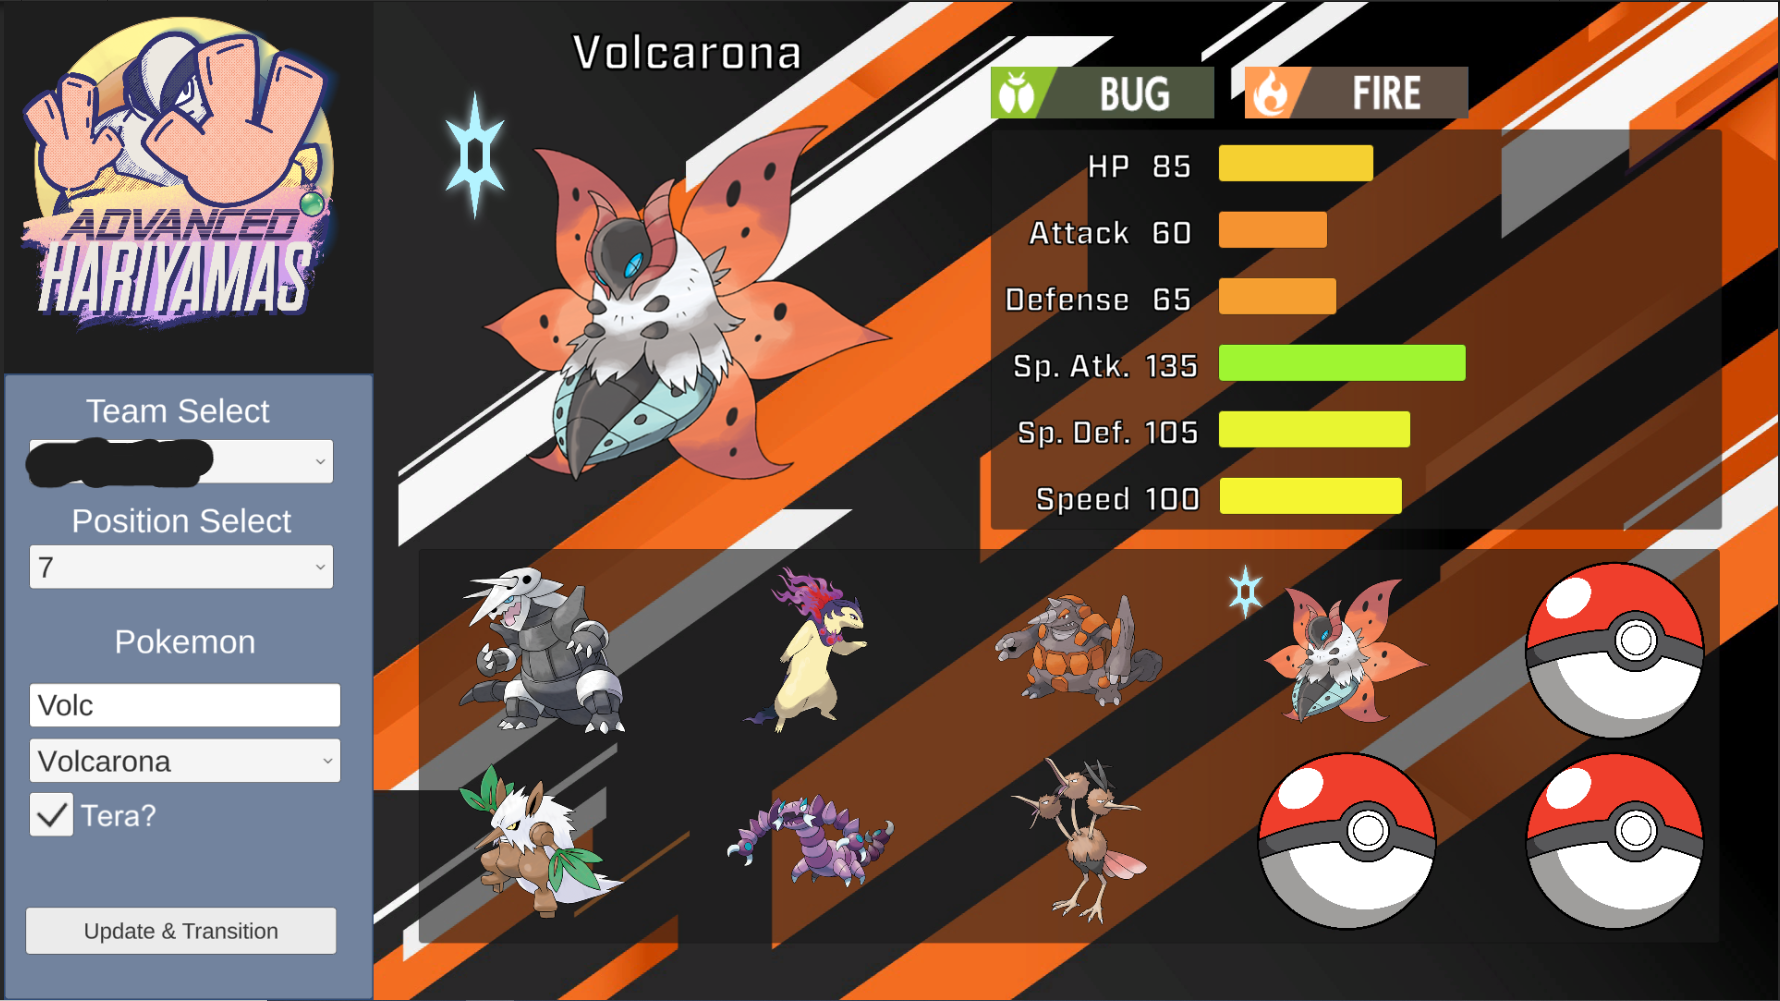 ADVANCED
HARIYAMAS
Team Select
Position Select
7
Pokemon
Volc
Volcarona
Tera?
Update & Transition
Volcarona
BUG
FIRE
HP 85
Attack 60
Defense 65
Sp. Atk. 135
Sp. Def. 105
Speed 100